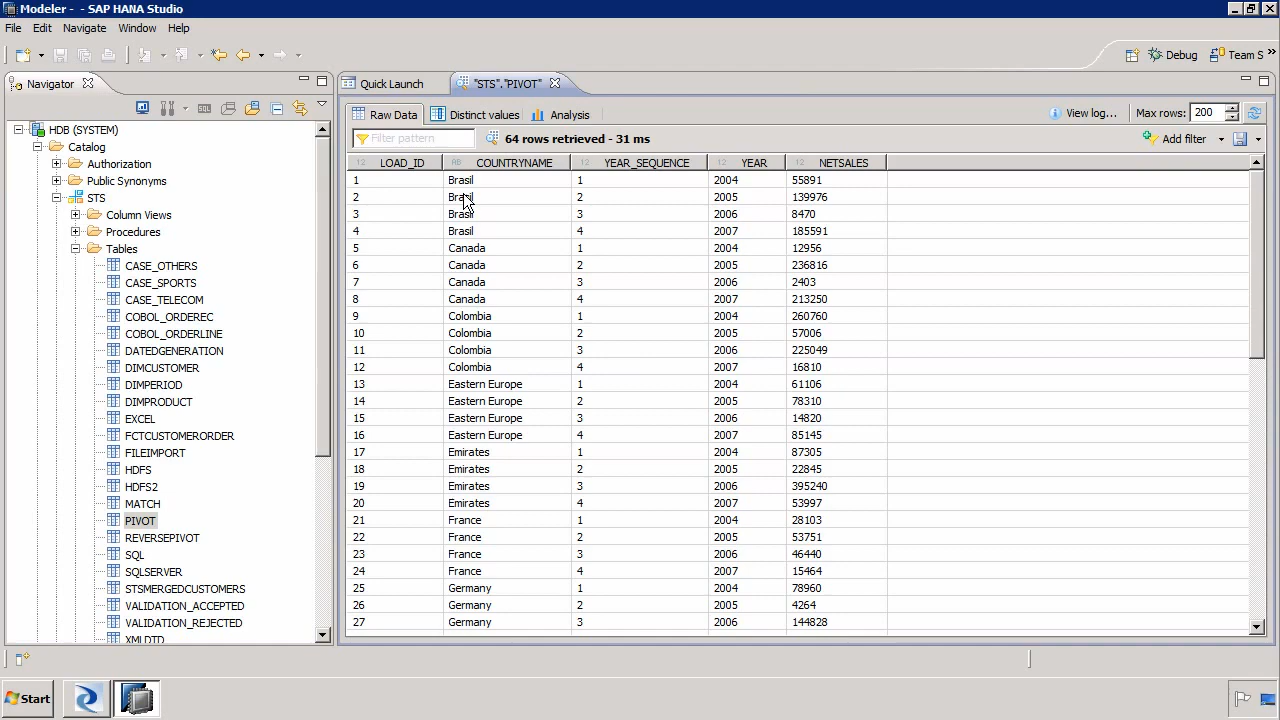 Modeler - - SAP HANA Studio
File Edit Navigate Window Help
Debug Team S
Navigator
HDB (SYSTEM)
Catalog
Authorization
Public Synonyms
STS
Column Views
Procedures
Tables
CASE_OTHERS
CASE_SPORTS
CASE_TELECOM
COBOL_ORDEREC
COBOL_ORDERLINE
DATEDGENERATION
DIMCUSTOMER
DIMPERIOD
DIMPRODUCT
EXCEL
FCTCUSTOMERORDER
FILEIMPORT
HDFS
HDFS2
MATCH
PIVOT
REVERSEPIVOT
SQL
SQLSERVER
STSMERGEDCUSTOMERS
VALIDATION_ACCEPTED
VALIDATION_REJECTED
XMLDTD
Quick Launch "STS"."PIVOT"
Raw Data Distinct values Analysis View log... Max rows: 200
Filter pattern 64 rows retrieved - 31 ms Add filter
12 LOAD_ID AB COUNTRYNAME 12 YEAR_SEQUENCE 12 YEAR 12 NETSALES
1 Brasil 1 2004 55891
2 Brasil 2 2005 139976
3 Brasil 3 2006 8470
4 Brasil 4 2007 185591
5 Canada 1 2004 12956
6 Canada 2 2005 236816
7 Canada 3 2006 2403
8 Canada 4 2007 213250
9 Colombia 1 2004 260760
10 Colombia 2 2005 57006
11 Colombia 3 2006 225049
12 Colombia 4 2007 16810
13 Eastern Europe 1 2004 61106
14 Eastern Europe 2 2005 78310
15 Eastern Europe 3 2006 14820
16 Eastern Europe 4 2007 85145
17 Emirates 1 2004 87305
18 Emirates 2 2005 22845
19 Emirates 3 2006 395240
20 Emirates 4 2007 53997
21 France 1 2004 28103
22 France 2 2005 53751
23 France 3 2006 46440
24 France 4 2007 15464
25 Germany 1 2004 78960
26 Germany 2 2005 4264
27 Germany 3 2006 144828
Start